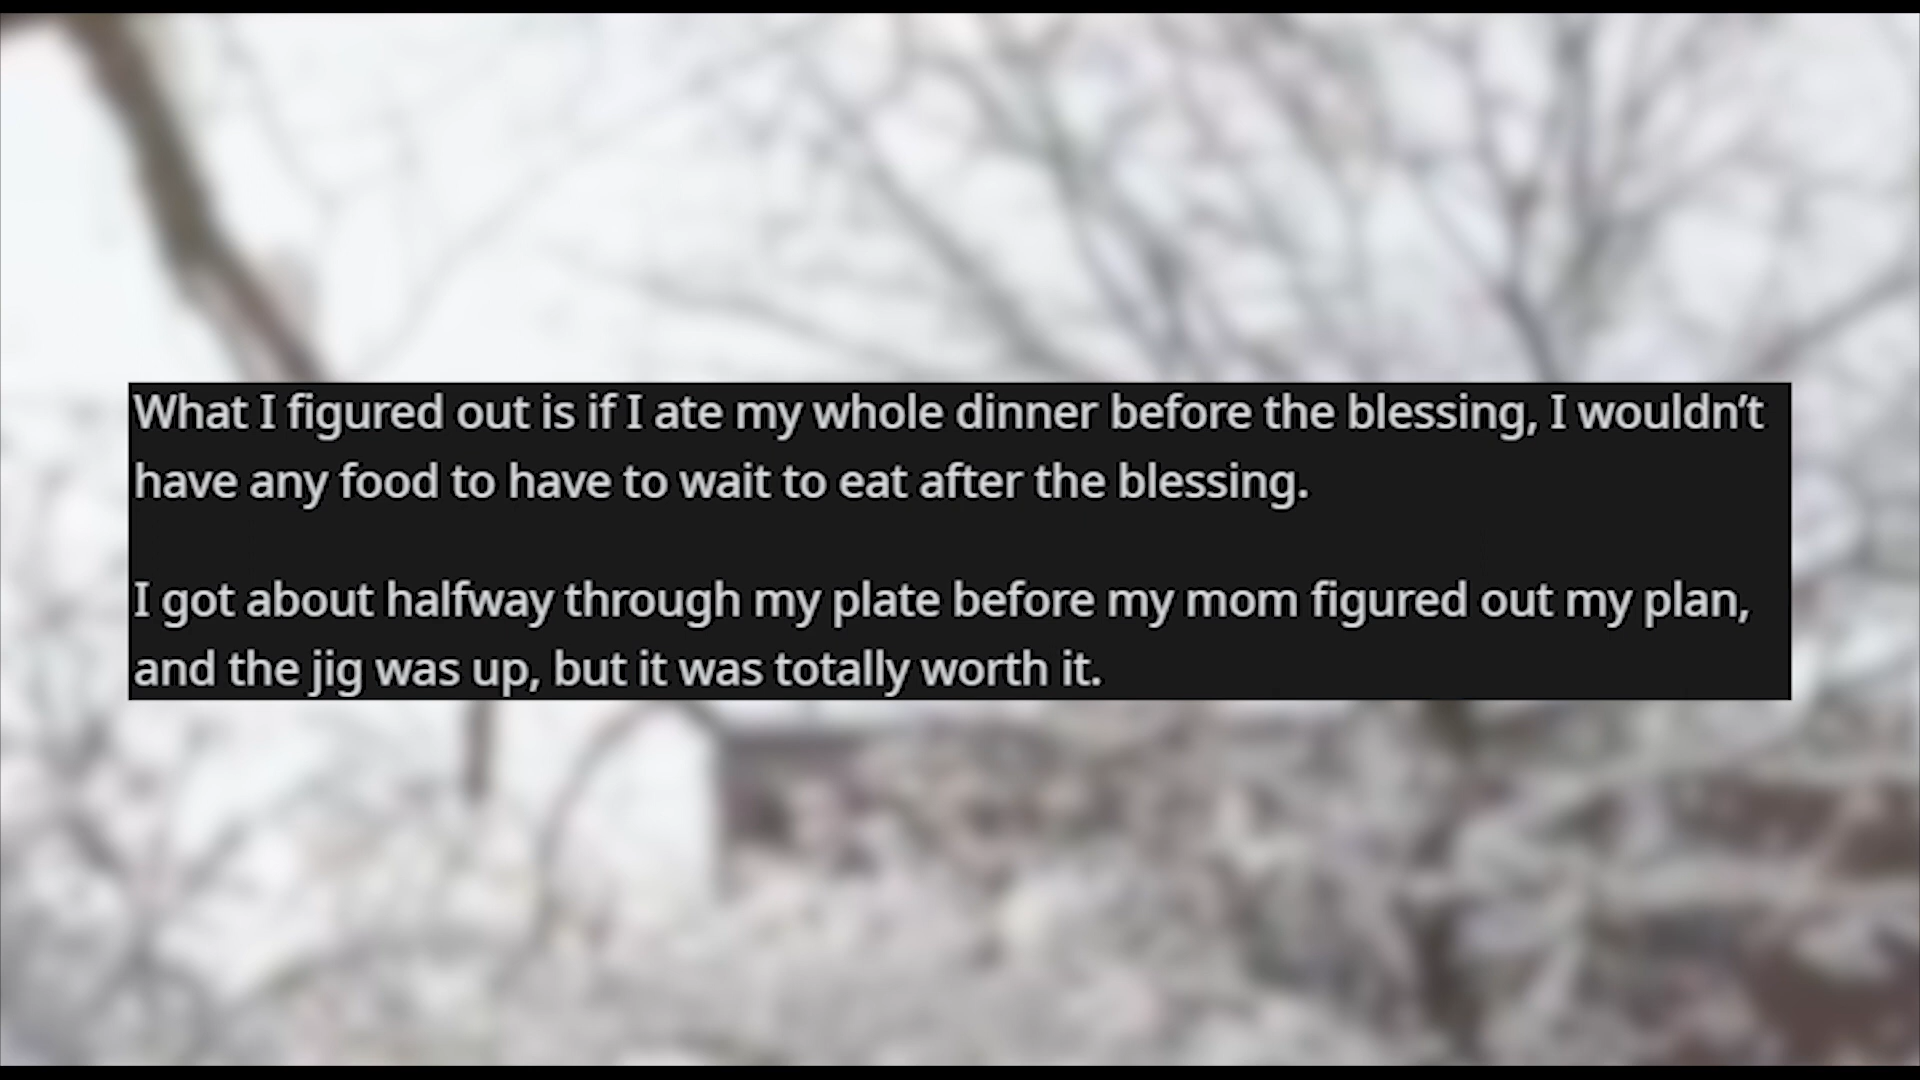 What I figured out is if I ate my whole dinner before the blessing, I wouldn’t
have any food to have to wait to eat after the blessing.
I got about halfway through my plate before my mom figured out my plan,
and the jig was up, but it was totally worth it.